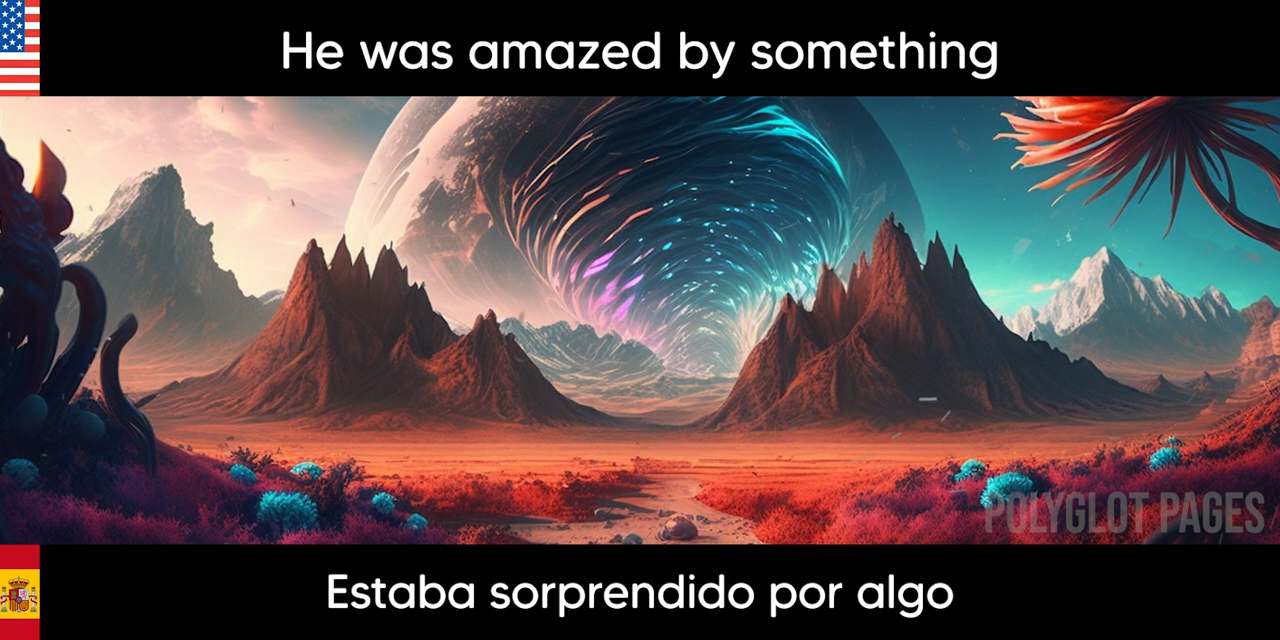 He was amazed by something
POLYGLOT PAGES
Estaba sorprendido por algo